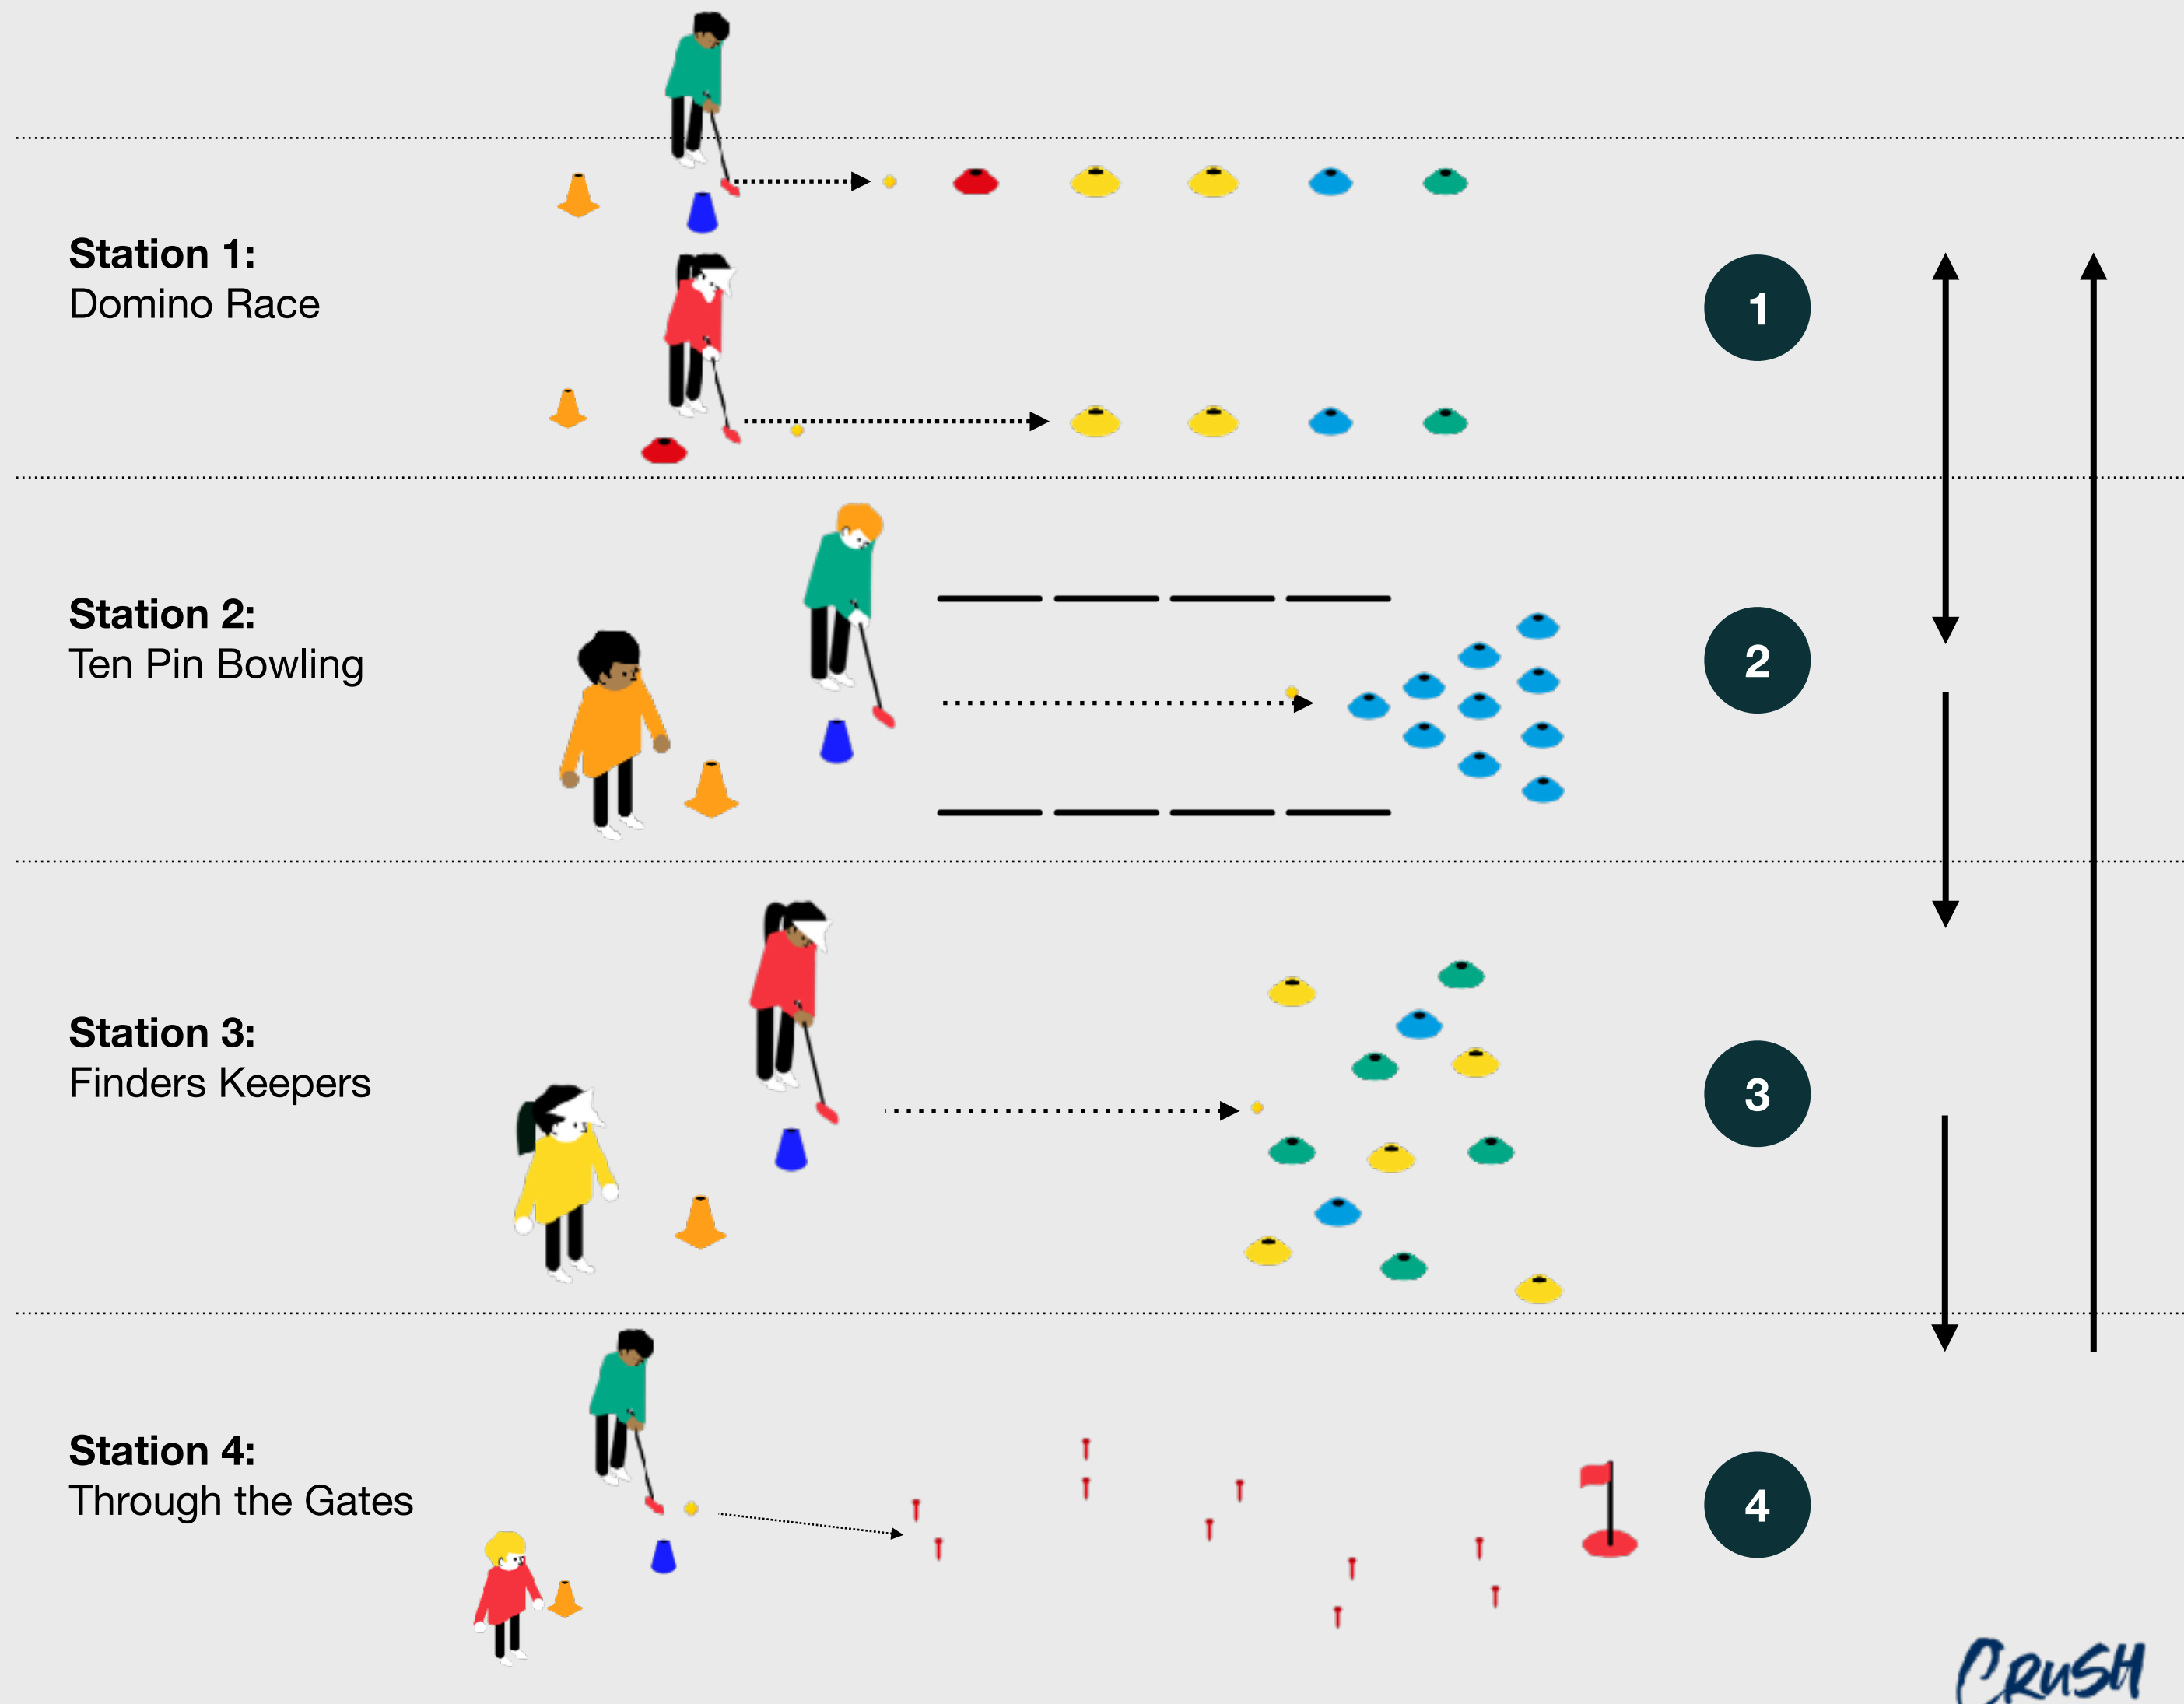 Station 1:
Domino Race
1
Station 2:
Ten Pin Bowling
2
Station 3:
Finders Keepers
3
Station 4:
Through the Gates
4
CRUSH